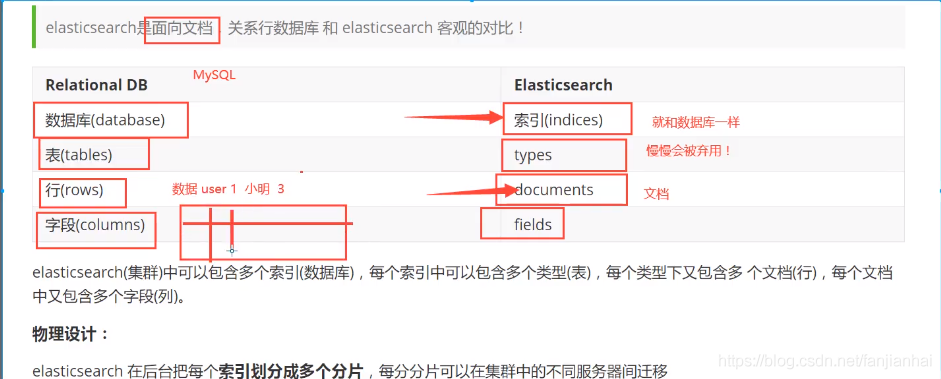 elasticsearch是面向文档，关系行数据库 和 elasticsearch 客观的对比！
MySQL
Relational DB Elasticsearch
数据库(database) 索引(indices) 就和数据库一样
表(tables) types 慢慢会被弃用！
行(rows) 数据 user 1 小明 3 documents 文档
字段(columns) fields
elasticsearch(集群)中可以包含多个索引(数据库)，每个索引中可以包含多个类型(表)，每个类型下又包含多 个文档(行)，每个文档
中又包含多个字段(列)。
物理设计：
elasticsearch 在后台把每个索引划分成多个分片，每分分片可以在集群中的不同服务器间迁移
https://blog.csdn.net/fanjianhai